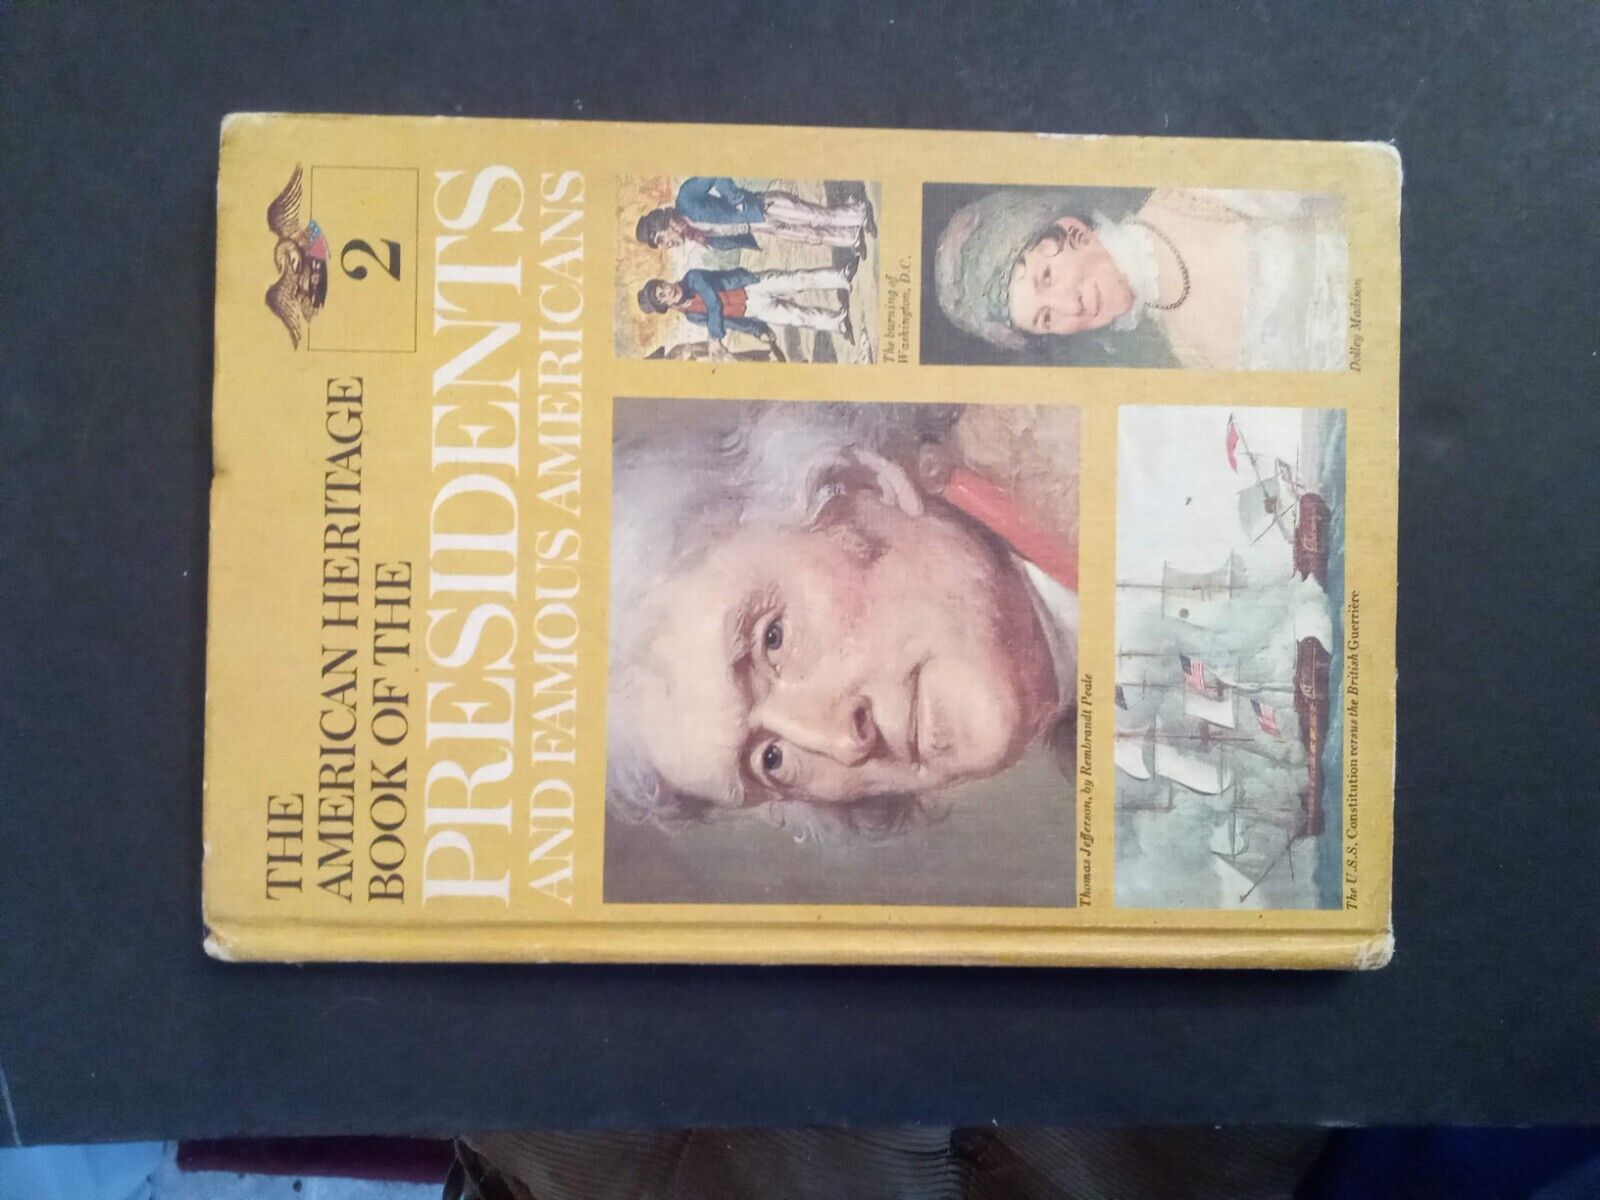 THE
AMERICAN HERITAGE
BOOK OF THE
2
PRESIDENTS
AND FAMOUS AMERICANS
The burning of
Washington, D.C.
Dolley Madison
Thomas Jefferson, by Rembrandt Peale
The U.S.S. Constitution versus the British Guerrière